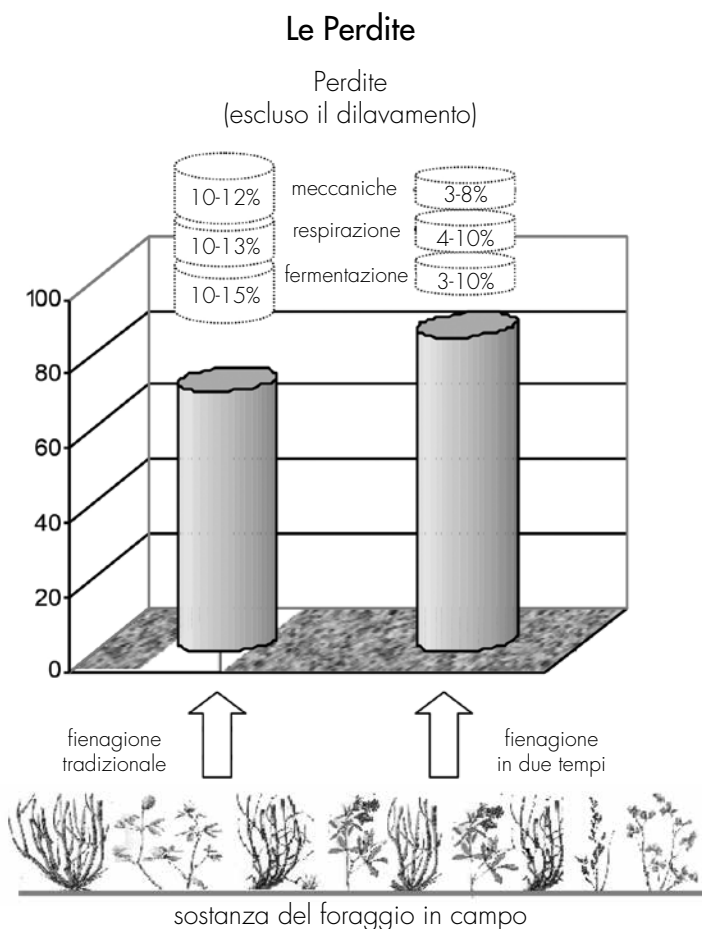 Le Perdite
Perdite
(escluso il dilavamento)
10-12% meccaniche 3-8%
10-13% respirazione 4-10%
10-15% fermentazione 3-10%
100
80
60
40
20
0
fienagione
tradizionale
fienagione
in due tempi
sostanza del foraggio in campo